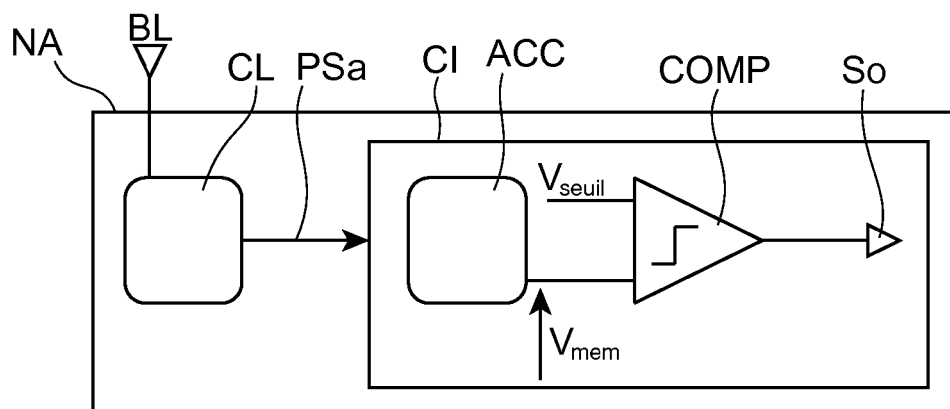 NA
BL
CL
PSa
CI
ACC
COMP
So
Vseuil
Vmem